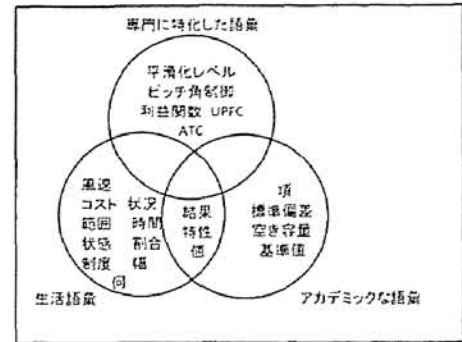 専門に特化した語彙
平滑化レベル
ピッチ角制御
利益関数 UPFC
ATC
風速
コスト 状況
範囲 時間
状態 割合
制度 幅
何
結果
特性
値
項
標準偏差
空き容量
基準値
生活語彙
アカデミックな語彙